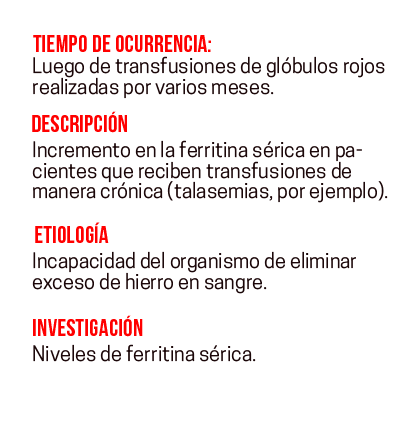 TIEMPO DE OCURRENCIA:
Luego de transfusiones de glóbulos rojos
realizadas por varios meses.
DESCRIPCIÓN
Incremento en la ferritina sérica en pa-
cientes que reciben transfusiones de
manera crónica (talasemias, por ejemplo).
ETIOLOGÍA
Incapacidad del organismo de eliminar
exceso de hierro en sangre.
INVESTIGACIÓN
Niveles de ferritina sérica.